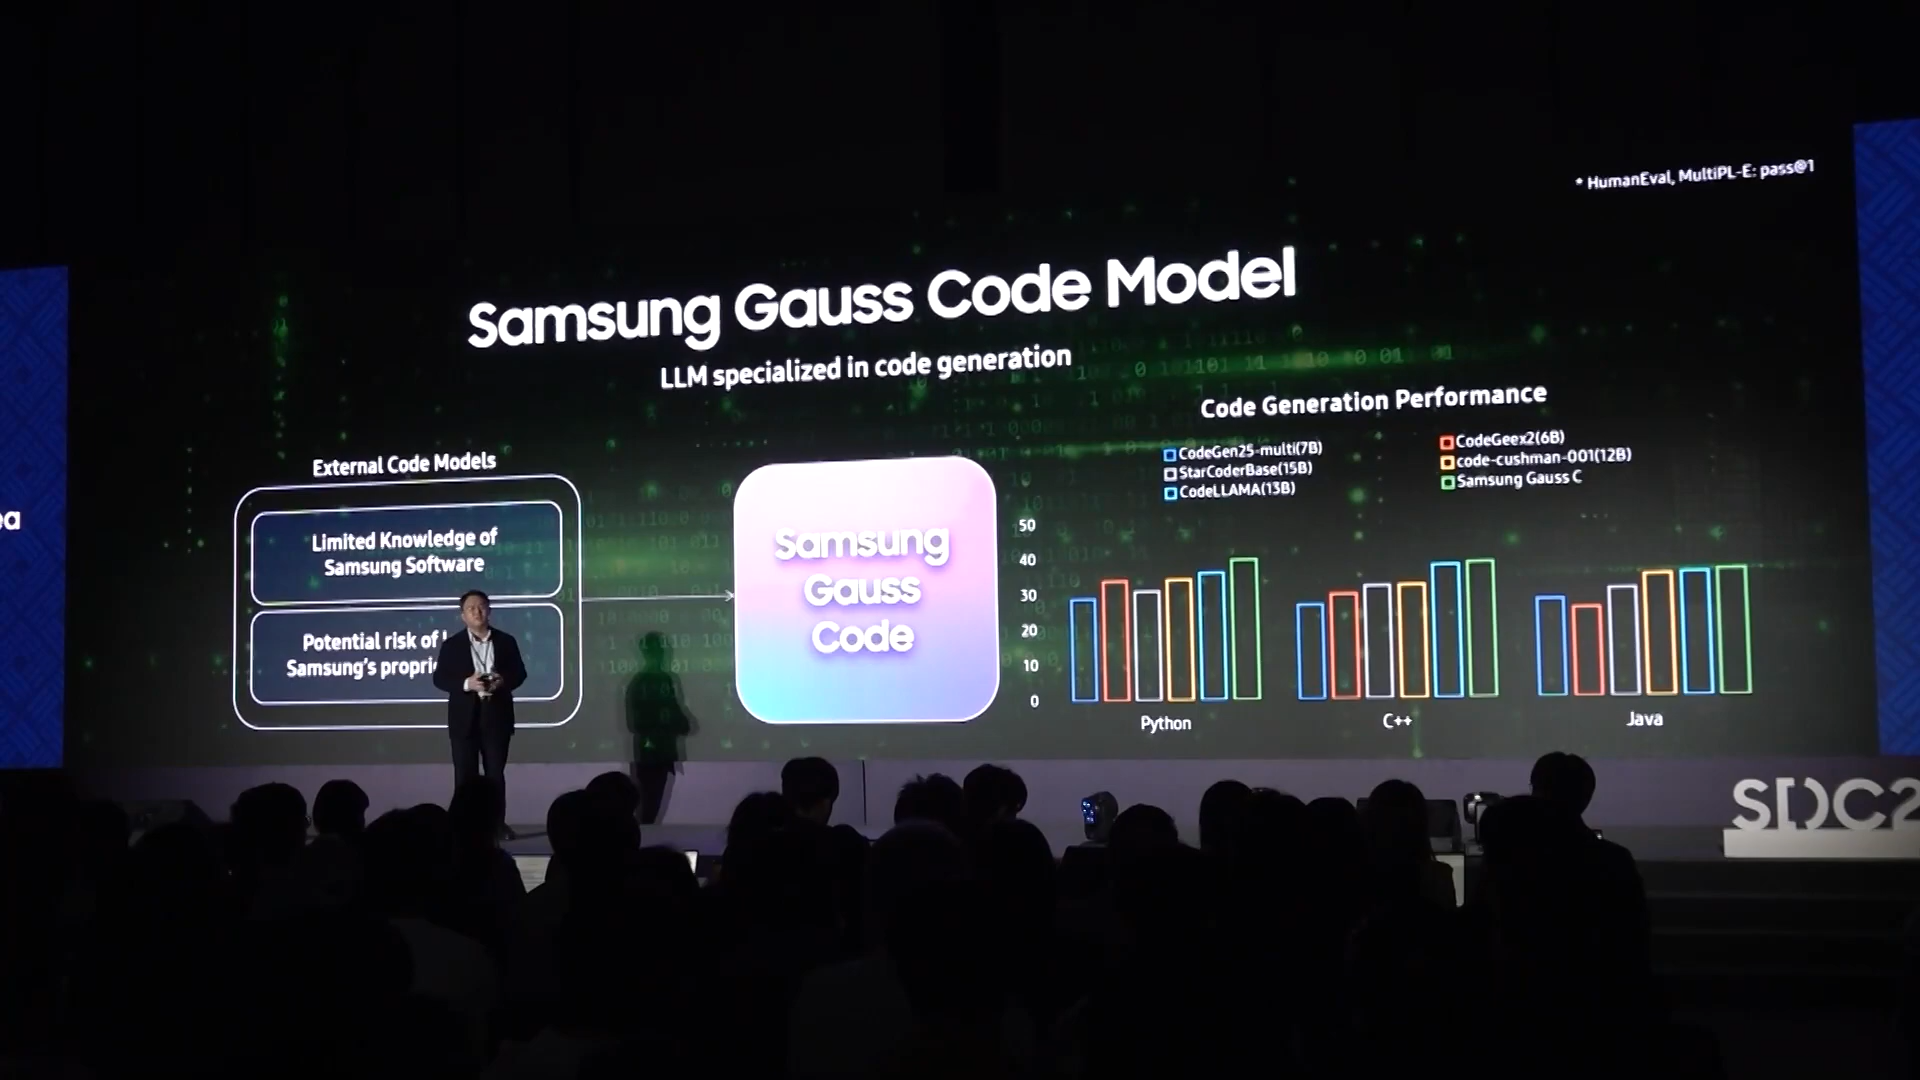 * HumanEval, MultiPL-E: pass@1
Samsung Gauss Code Model
LLM specialized in code generation
External Code Models
Limited Knowledge of
Samsung Software
Potential risk of
Samsung's
Samsung
Gauss
Code
Code Generation Performance
CodeGen25-multi(7B)
CodeGeex2(6B)
StarCoderBase(15B)
code-cushman-001(12B)
CodeLLAMA(13B)
Samsung Gauss C
50
40
30
20
10
0
Python
C++
Java
SDC2